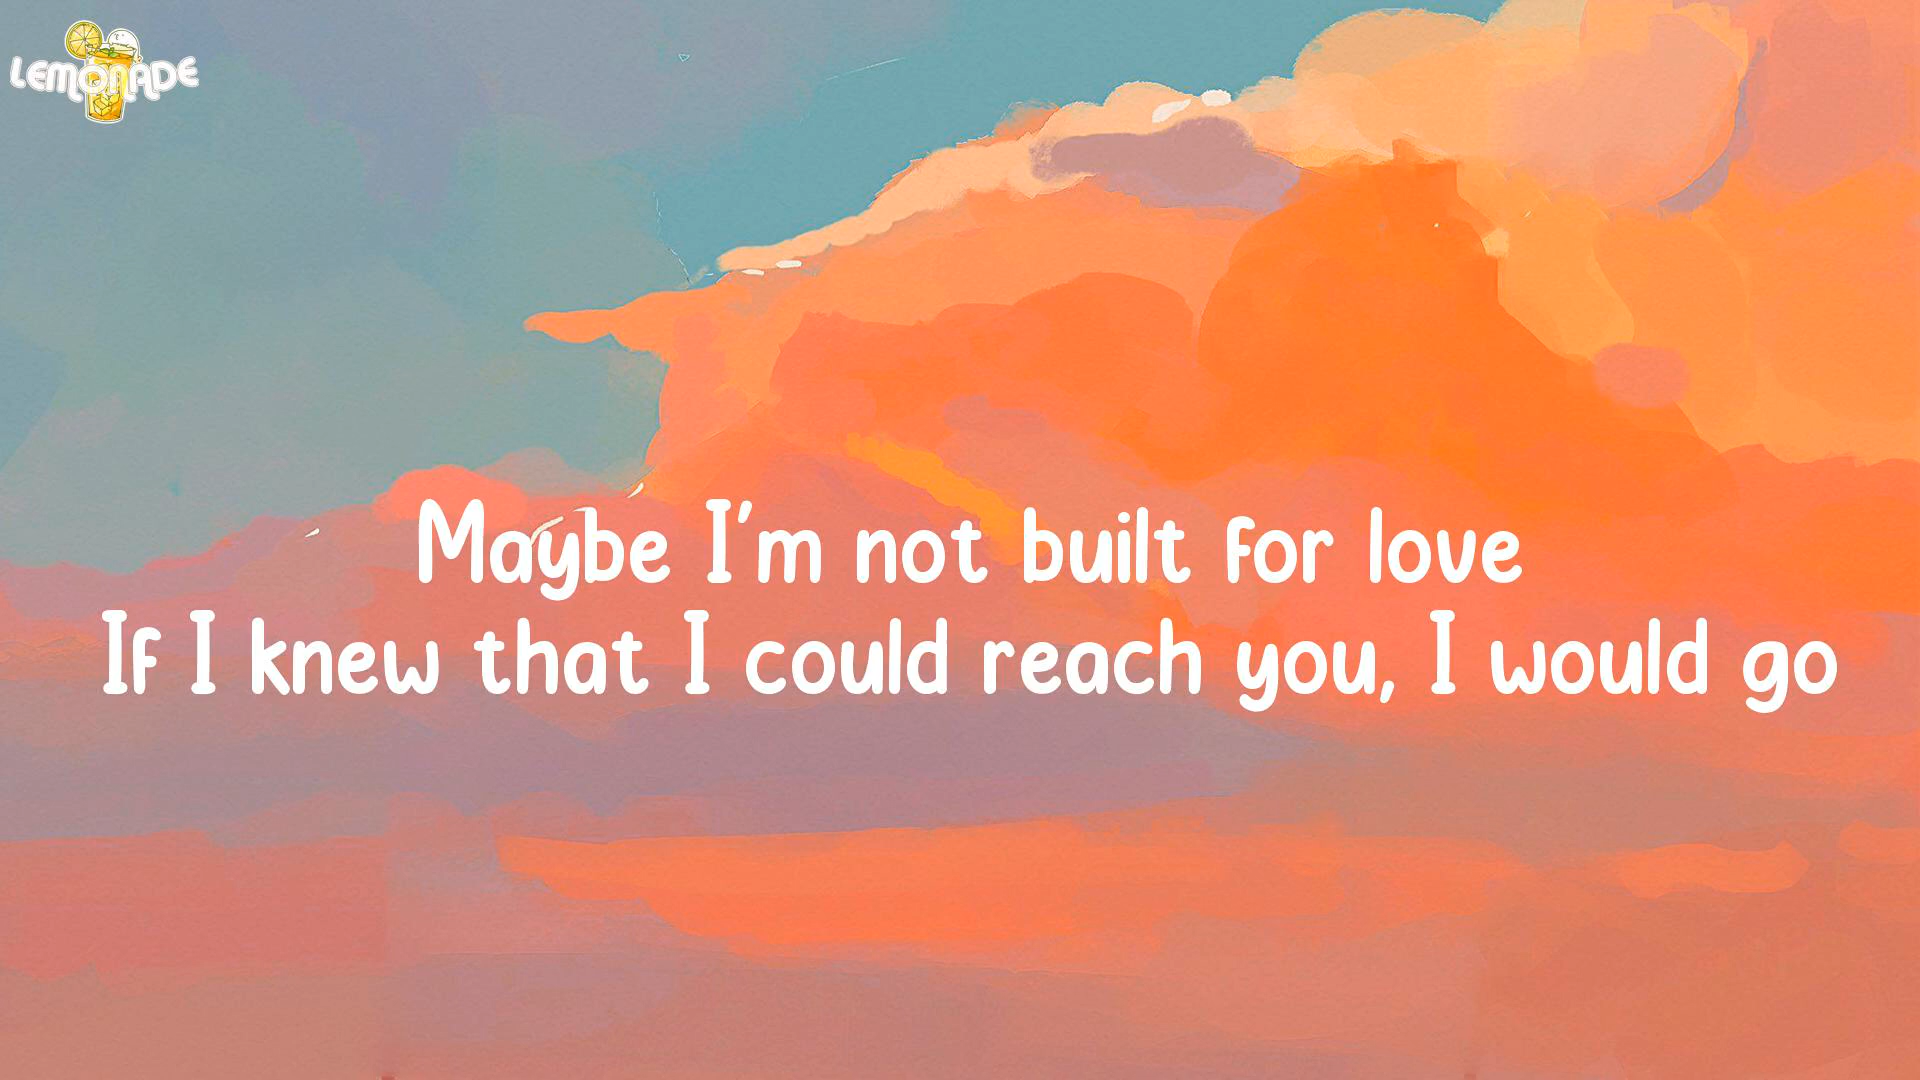 LEMONADE
Maybe I'm not built for love
If I knew that I could reach you, I would go